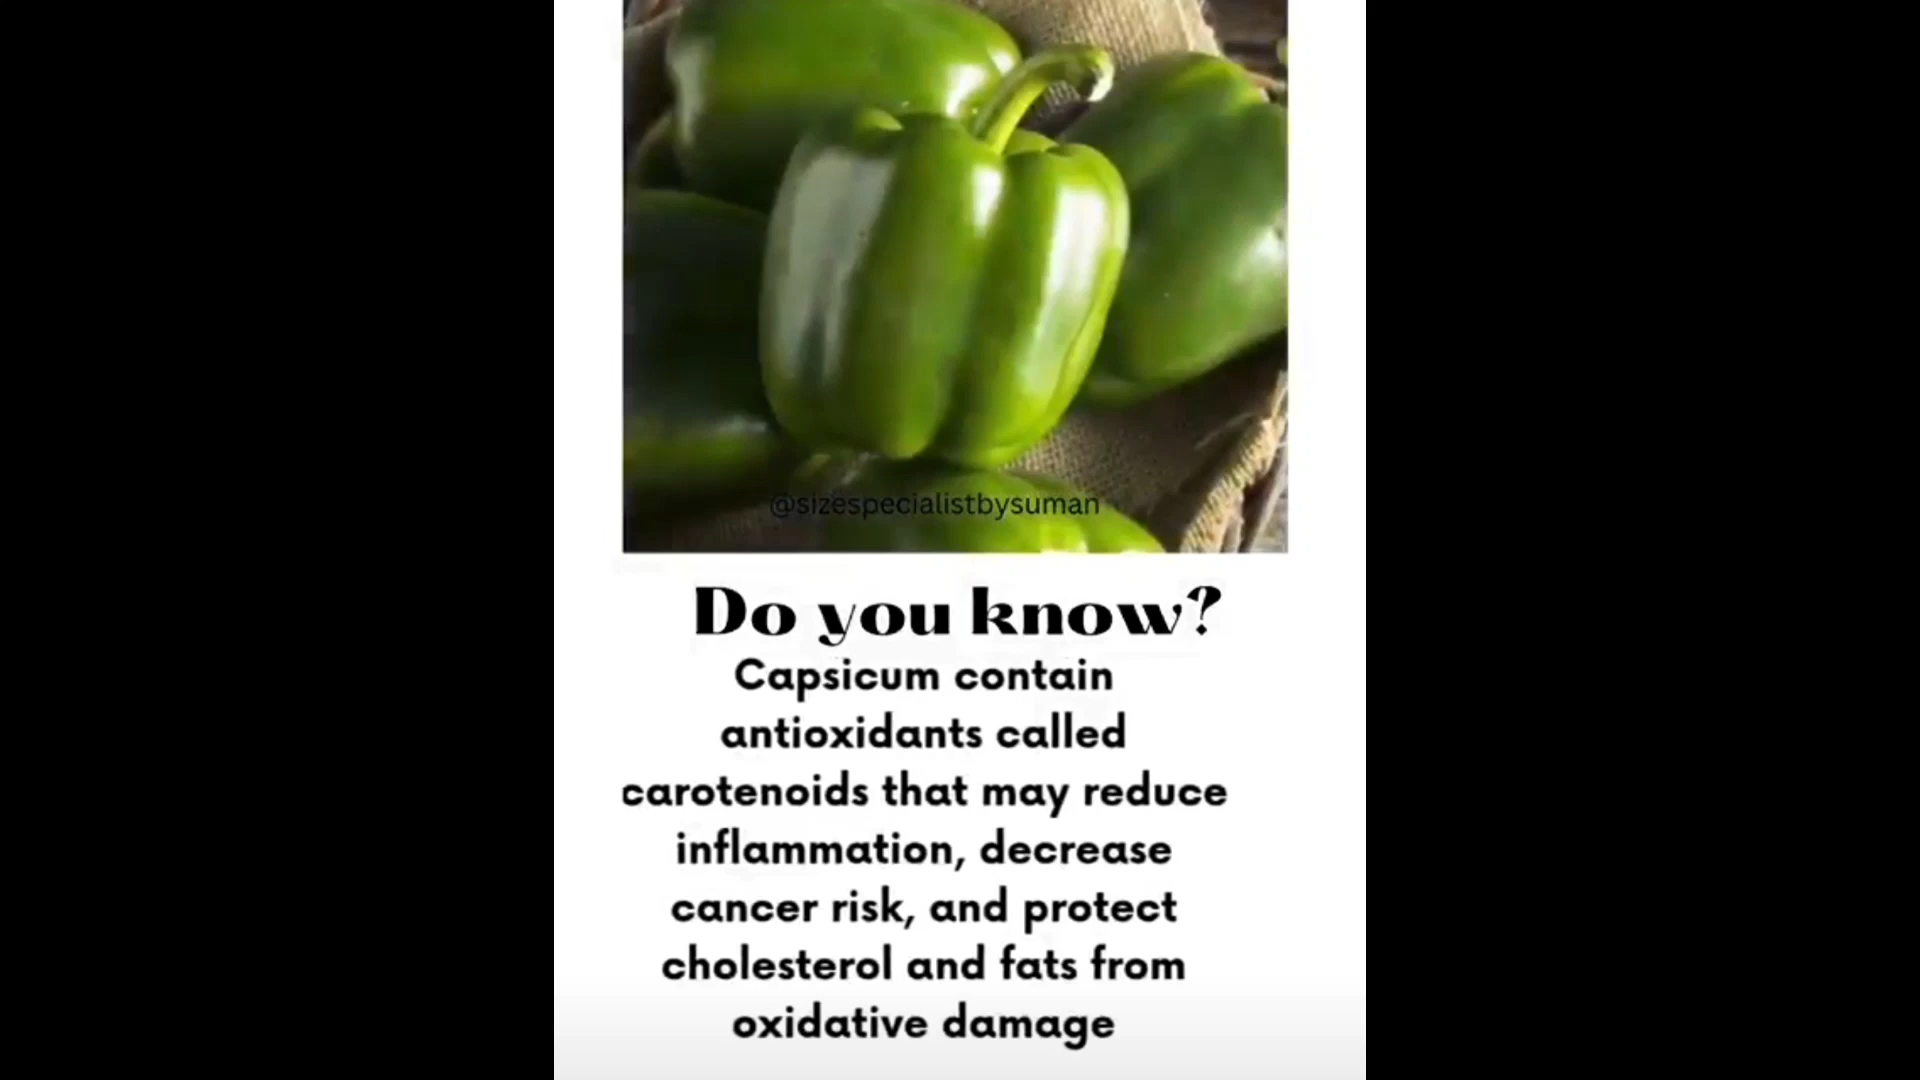 @sizespecialistbysuman
Do you know?
Capsicum contain
antioxidants called
carotenoids that may reduce
inflammation, decrease
cancer risk, and protect
cholesterol and fats from
oxidative damage